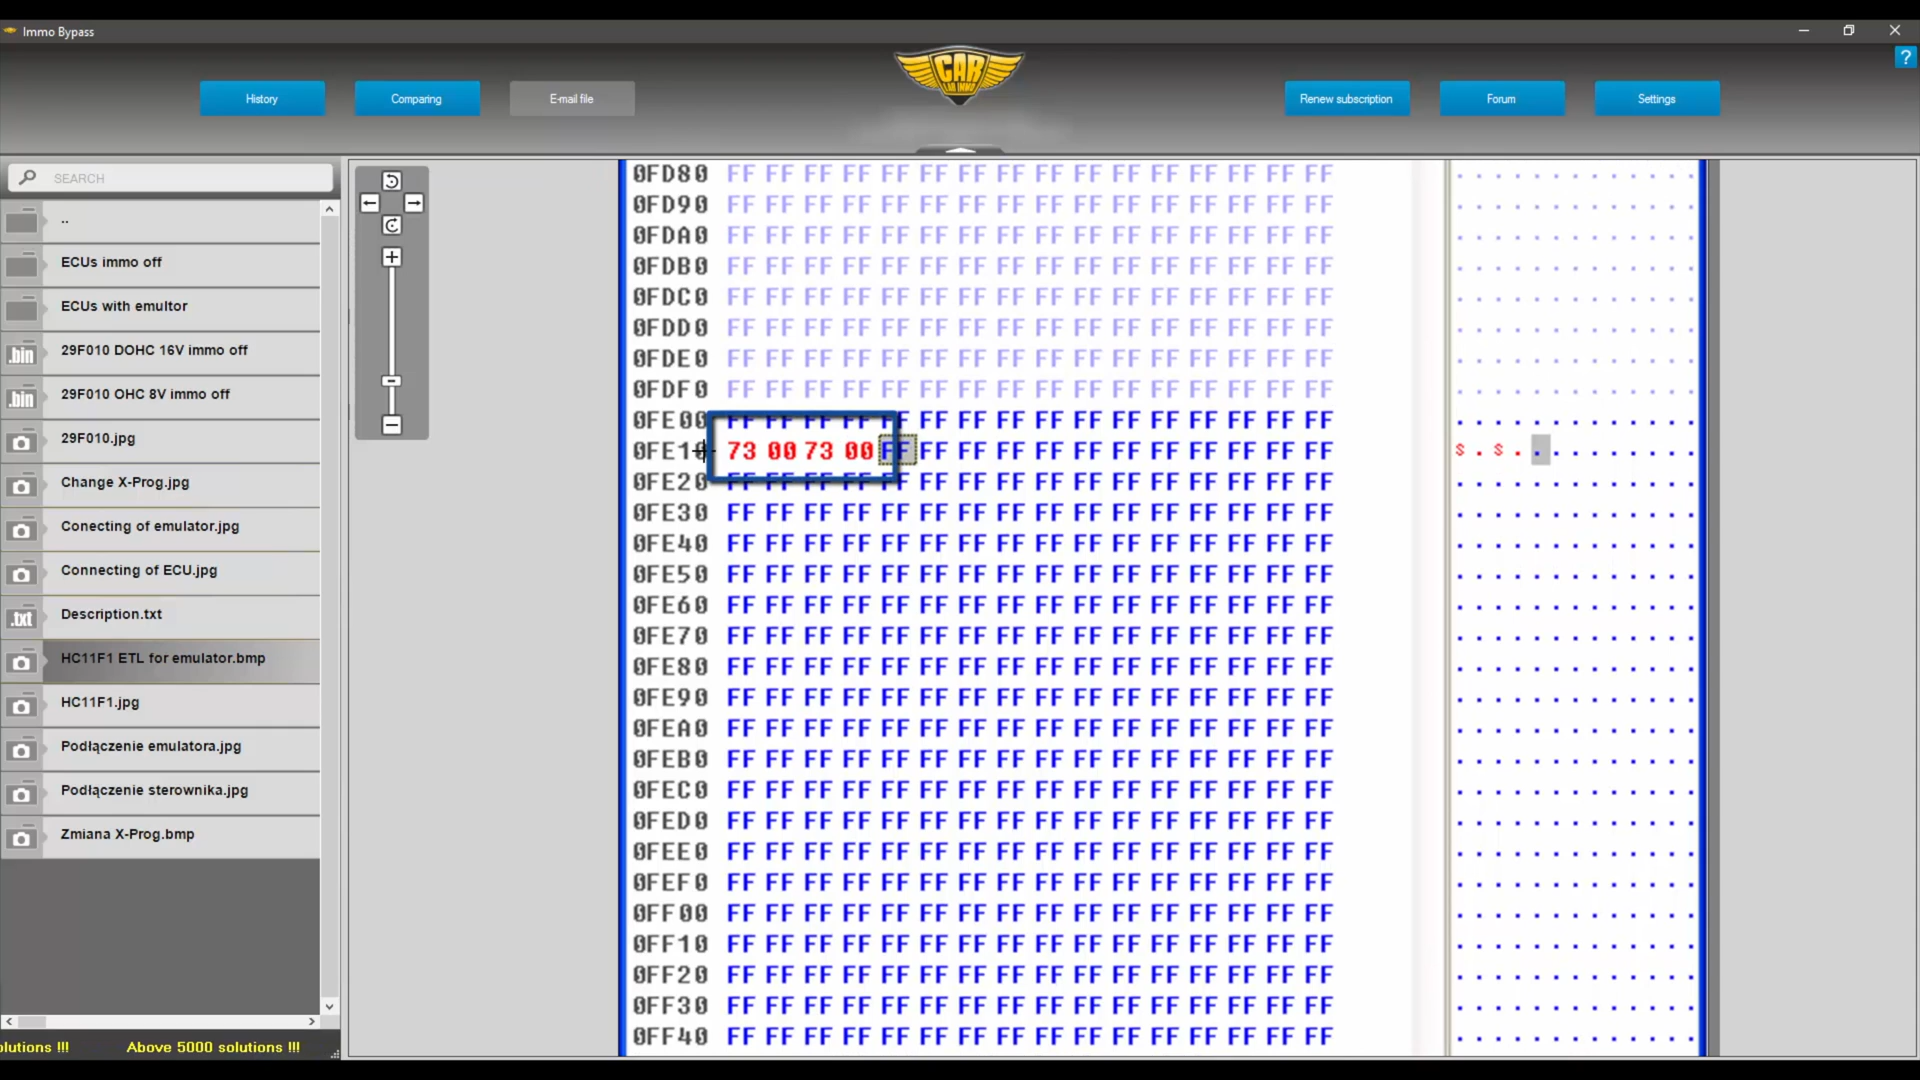 Immo Bypass
?
History
Comparing
E-mail file
CAR
LAB IMMO
Renew subscription
Forum
Settings
SEARCH
..
ECUs immo off
ECUs with emultor
.bin 29F010 DOHC 16V immo off
.bin 29F010 OHC 8V immo off
29F010.jpg
Change X-Prog.jpg
Conecting of emulator.jpg
Connecting of ECU.jpg
.txt Description.txt
HC11F1 ETL for emulator.bmp
HC11F1.jpg
Podłączenie emulatora.jpg
Podłączenie sterownika.jpg
Zmiana X-Prog.bmp
olutions !!! Above 5000 solutions !!!
0FD80 FF FF FF FF FF FF FF FF FF FF FF FF FF FF FF FF ................
0FD90 FF FF FF FF FF FF FF FF FF FF FF FF FF FF FF FF ................
0FDA0 FF FF FF FF FF FF FF FF FF FF FF FF FF FF FF FF ................
0FDB0 FF FF FF FF FF FF FF FF FF FF FF FF FF FF FF FF ................
0FDC0 FF FF FF FF FF FF FF FF FF FF FF FF FF FF FF FF ................
0FDD0 FF FF FF FF FF FF FF FF FF FF FF FF FF FF FF FF ................
0FDE0 FF FF FF FF FF FF FF FF FF FF FF FF FF FF FF FF ................
0FDF0 FF FF FF FF FF FF FF FF FF FF FF FF FF FF FF FF ................
0FE00 FF FF FF FF FF FF FF FF FF FF FF FF FF FF FF FF ................
0FE10 73 00 73 00 FF FF FF FF FF FF FF FF FF FF FF FF s.s.............
0FE20 FF FF FF FF FF FF FF FF FF FF FF FF FF FF FF FF ................
0FE30 FF FF FF FF FF FF FF FF FF FF FF FF FF FF FF FF ................
0FE40 FF FF FF FF FF FF FF FF FF FF FF FF FF FF FF FF ................
0FE50 FF FF FF FF FF FF FF FF FF FF FF FF FF FF FF FF ................
0FE60 FF FF FF FF FF FF FF FF FF FF FF FF FF FF FF FF ................
0FE70 FF FF FF FF FF FF FF FF FF FF FF FF FF FF FF FF ................
0FE80 FF FF FF FF FF FF FF FF FF FF FF FF FF FF FF FF ................
0FE90 FF FF FF FF FF FF FF FF FF FF FF FF FF FF FF FF ................
0FEA0 FF FF FF FF FF FF FF FF FF FF FF FF FF FF FF FF ................
0FEB0 FF FF FF FF FF FF FF FF FF FF FF FF FF FF FF FF ................
0FEC0 FF FF FF FF FF FF FF FF FF FF FF FF FF FF FF FF ................
0FED0 FF FF FF FF FF FF FF FF FF FF FF FF FF FF FF FF ................
0FEE0 FF FF FF FF FF FF FF FF FF FF FF FF FF FF FF FF ................
0FEF0 FF FF FF FF FF FF FF FF FF FF FF FF FF FF FF FF ................
0FF00 FF FF FF FF FF FF FF FF FF FF FF FF FF FF FF FF ................
0FF10 FF FF FF FF FF FF FF FF FF FF FF FF FF FF FF FF ................
0FF20 FF FF FF FF FF FF FF FF FF FF FF FF FF FF FF FF ................
0FF30 FF FF FF FF FF FF FF FF FF FF FF FF FF FF FF FF ................
0FF40 FF FF FF FF FF FF FF FF FF FF FF FF FF FF FF FF ................